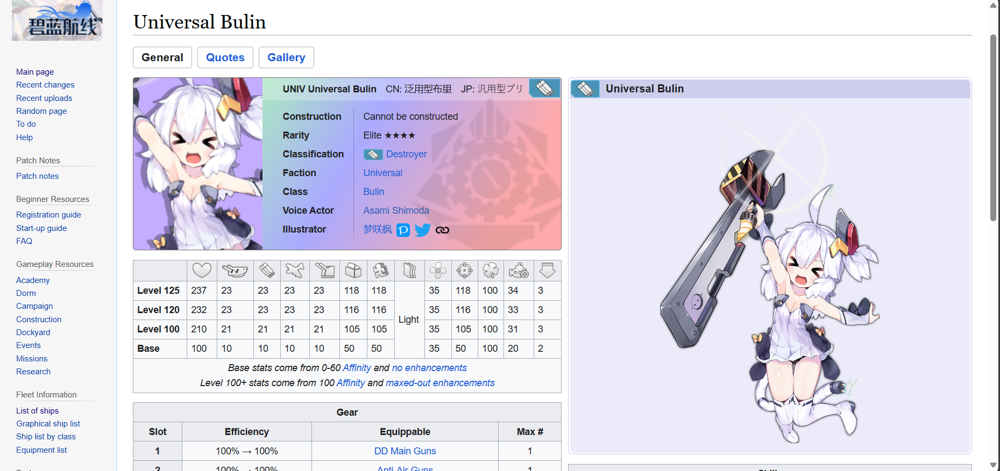 碧蓝航线
Main page
Recent changes
Recent uploads
Random page
To do
Help
Patch Notes
Patch notes
Beginner Resources
Registration guide
Start-up guide
FAQ
Gameplay Resources
Academy
Dorm
Campaign
Construction
Dockyard
Events
Missions
Research
Fleet Information
List of ships
Graphical ship list
Ship list by class
Equipment list
Universal Bulin
General Quotes Gallery
UNIV Universal Bulin CN: 泛用型布里 JP: 汎用型ブリ
Construction Cannot be constructed
Rarity Elite ★★★★
Classification Destroyer
Faction Universal
Class Bulin
Voice Actor Asami Shimoda
Illustrator 梦咲枫
Level 125 237 23 23 23 23 118 118 Light 35 118 100 34 3
Level 120 232 23 23 23 23 116 116 35 116 100 33 3
Level 100 210 21 21 21 21 105 105 35 105 100 31 3
Base 100 10 10 10 10 50 50 35 50 100 20 2
Base stats come from 0-60 Affinity and no enhancements
Level 100+ stats come from 100 Affinity and maxed-out enhancements
Gear
Slot Efficiency Equippable Max #
1 100% → 100% DD Main Guns 1
2 100% → 100% Anti-Air Guns 1
Universal Bulin